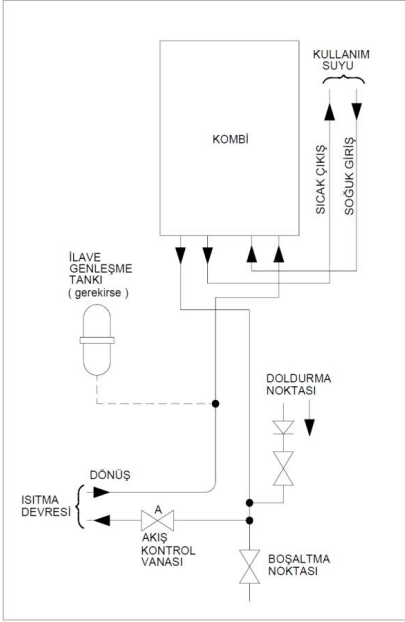 KULLANIM
SUYU
KOMBİ
SICAK ÇIKIŞ
SOĞUK GİRİŞ
İLAVE
GENLEŞME
TANKI
( gerekirse )
DOLDURMA
NOKTASI
DÖNÜŞ
ISITMA
DEVRESİ
A
AKIŞ
KONTROL
VANASI
BOŞALTMA
NOKTASI